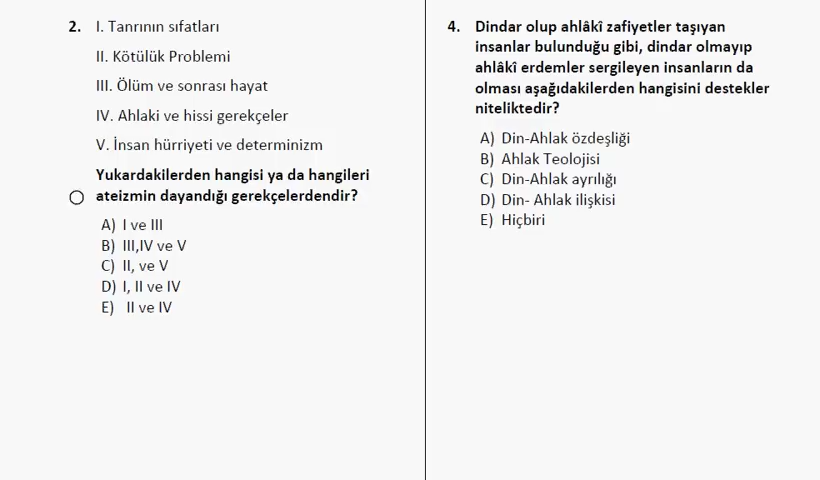 2. I. Tanrının sıfatları
II. Kötülük Problemi
III. Ölüm ve sonrası hayat
IV. Ahlaki ve hissi gerekçeler
V. İnsan hürriyeti ve determinizm
Yukardakilerden hangisi ya da hangileri
ateizmin dayandığı gerekçelerdendir?
A) I ve III
B) III,IV ve V
C) II, ve V
D) I, II ve IV
E) II ve IV
4. Dindar olup ahlâkî zafiyetler taşıyan
insanlar bulunduğu gibi, dindar olmayıp
ahlâkî erdemler sergileyen insanların da
olması aşağıdakilerden hangisini destekler
niteliktedir?
A) Din-Ahlak özdeşliği
B) Ahlak Teolojisi
C) Din-Ahlak ayrılığı
D) Din- Ahlak ilişkisi
E) Hiçbiri